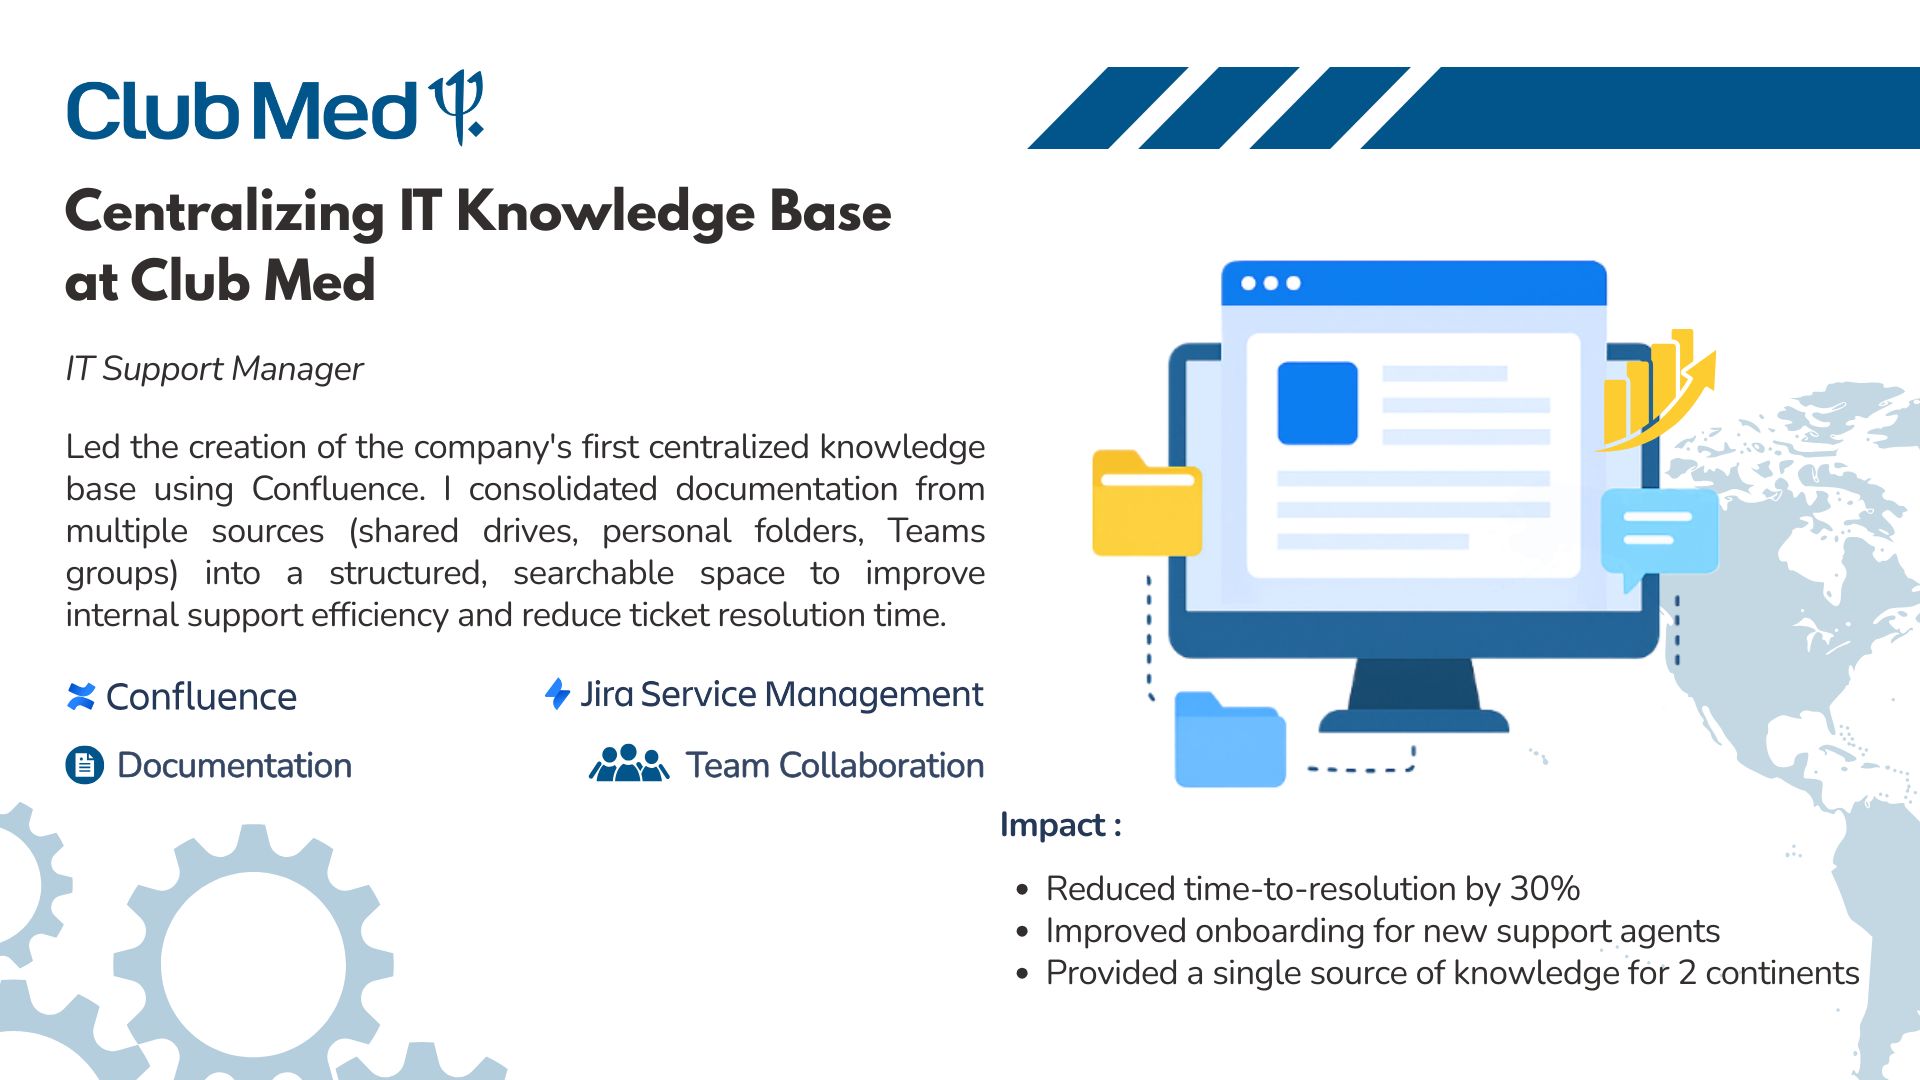 Club Med
Centralizing IT Knowledge Base
at Club Med
IT Support Manager
Led the creation of the company's first centralized knowledge
base using Confluence. I consolidated documentation from
multiple sources (shared drives, personal folders, Teams
groups) into a structured, searchable space to improve
internal support efficiency and reduce ticket resolution time.
Confluence
Jira Service Management
Documentation
Team Collaboration
Impact :
• Reduced time-to-resolution by 30%
• Improved onboarding for new support agents
• Provided a single source of knowledge for 2 continents